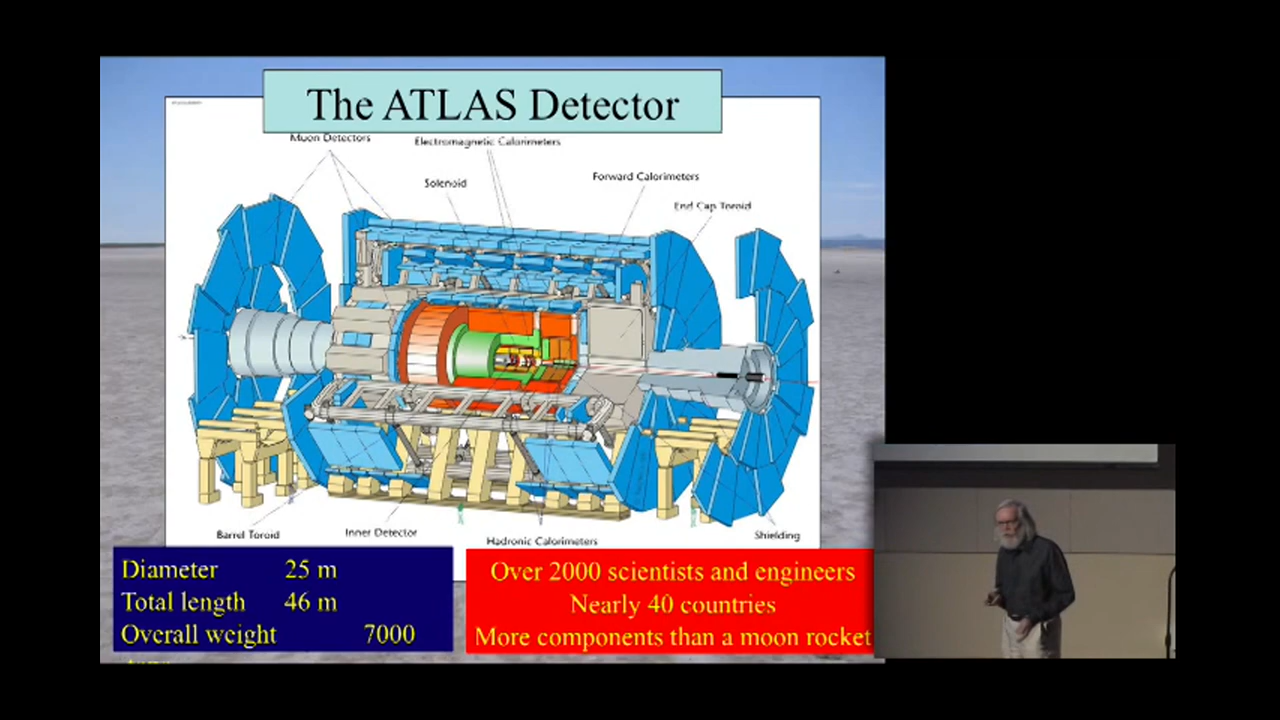 The ATLAS Detector
Muon Detectors
Electromagnetic Calorimeters
Solenoid
Forward Calorimeters
End Cap Toroid
Barrel Toroid
Inner Detector
Hadronic Calorimeters
Shielding
Diameter 25 m
Total length 46 m
Overall weight 7000
Over 2000 scientists and engineers
Nearly 40 countries
More components than a moon rocket